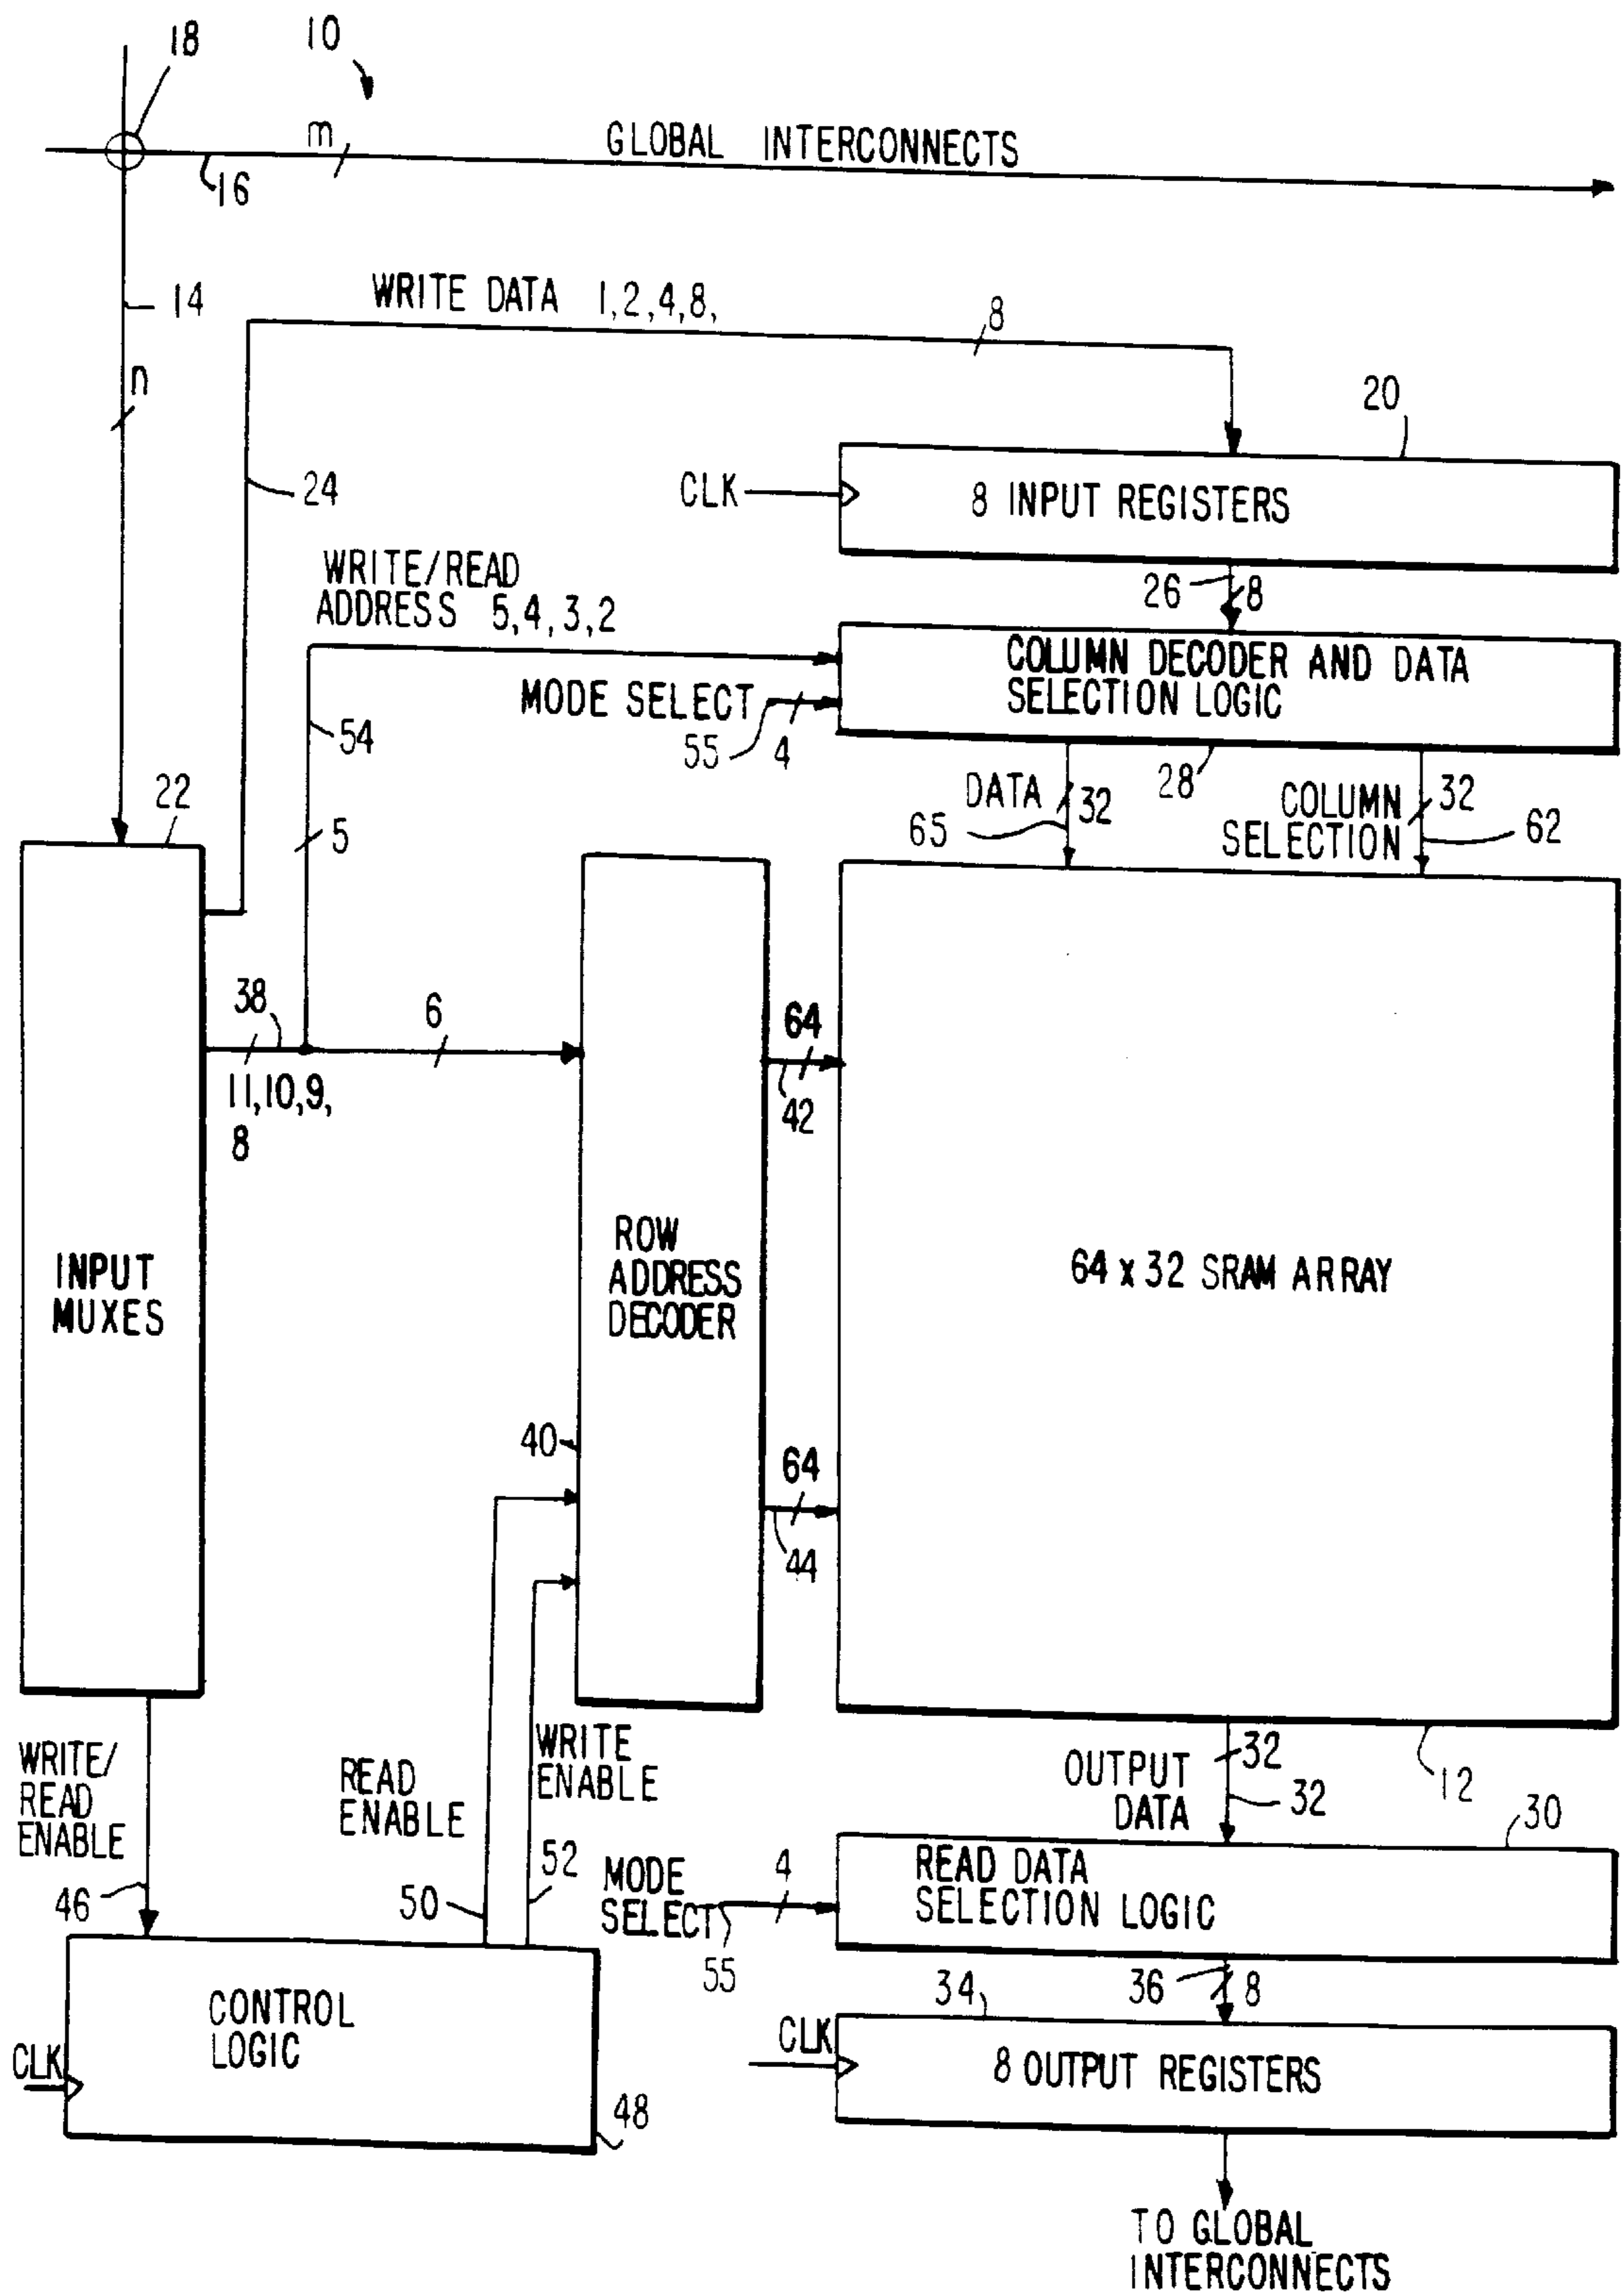 18
10
m
GLOBAL INTERCONNECTS
16
14
WRITE DATA 1,2,4,8,
8
n
20
24
CLK
8 INPUT REGISTERS
WRITE/READ
ADDRESS 5,4,3,2
26
8
COLUMN DECODER AND DATA
SELECTION LOGIC
MODE SELECT
55
4
54
28
22
DATA
32
65
COLUMN
SELECTION
32
62
5
38
6
64
42
11,10,9,
8
INPUT
MUXES
ROW
ADDRESS
DECODER
64 x 32 SRAM ARRAY
40
64
44
WRITE/
READ
ENABLE
READ
ENABLE
WRITE
ENABLE
OUTPUT
DATA
32
32
12
30
46
50
52
MODE
SELECT
4
55
READ DATA
SELECTION LOGIC
36
8
34
CONTROL
LOGIC
CLK
48
CLK
8 OUTPUT REGISTERS
TO GLOBAL
INTERCONNECTS